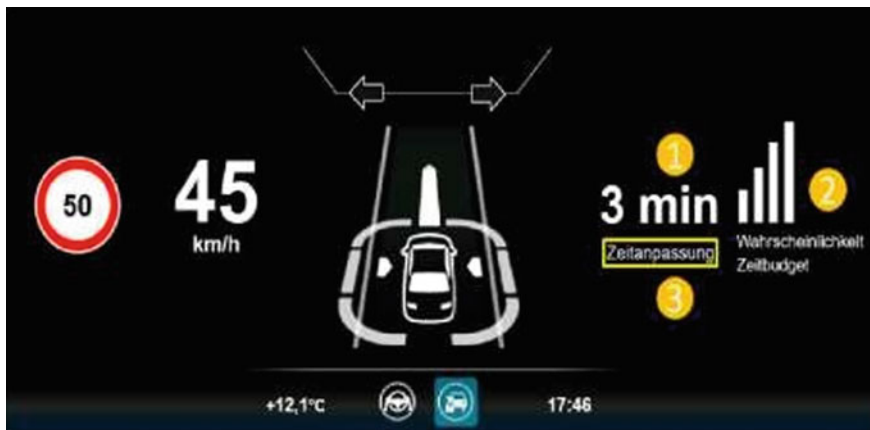 50
45
km/h
1
3 min
2
Zeitanpassung
Wahrscheinlichkeit
Zeitbudget
3
+12,1°C
17:46